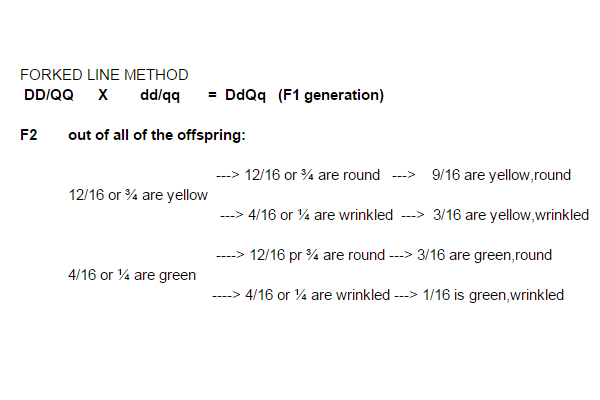 FORKED LINE METHOD
DD/QQ X dd/qq = DdQq (F1 generation)
F2 out of all of the offspring:
---> 12/16 or ¾ are round ---> 9/16 are yellow,round
12/16 or ¾ are yellow
---> 4/16 or ¼ are wrinkled ---> 3/16 are yellow,wrinkled
----> 12/16 pr ¾ are round ---> 3/16 are green,round
4/16 or ¼ are green
----> 4/16 or ¼ are wrinkled ---> 1/16 is green,wrinkled